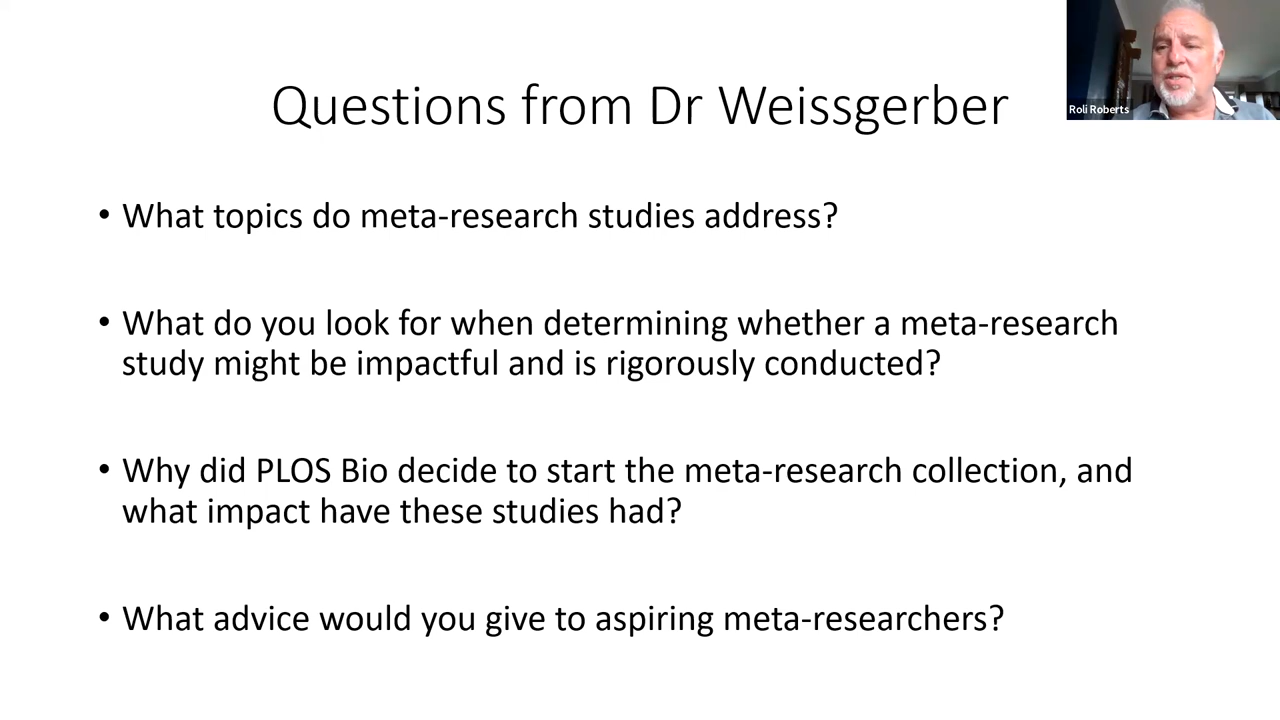 Questions from Dr Weissgerber
Roli Roberts
• What topics do meta-research studies address?
• What do you look for when determining whether a meta-research
study might be impactful and is rigorously conducted?
• Why did PLOS Bio decide to start the meta-research collection, and
what impact have these studies had?
• What advice would you give to aspiring meta-researchers?